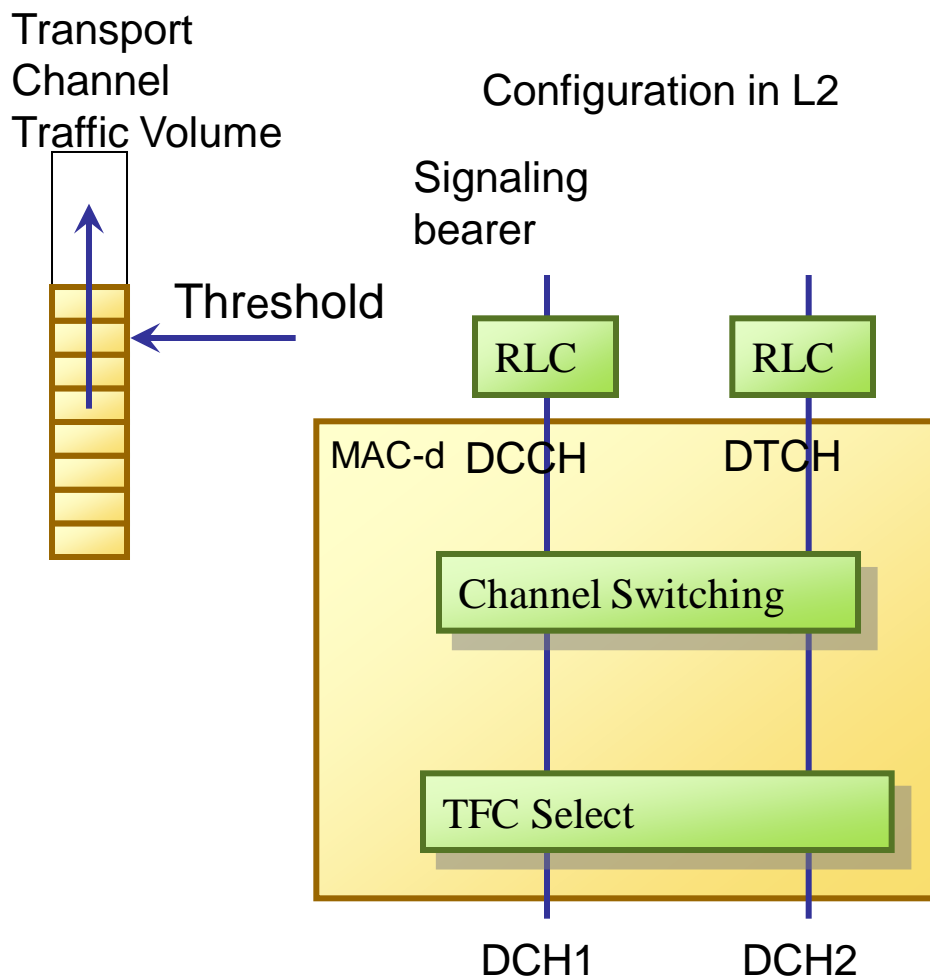 Transport
Channel
Traffic Volume
Configuration in L2
Signaling
bearer
Threshold
RLC
RLC
MAC-d
DCCH
DTCH
Channel Switching
TFC Select
DCH1
DCH2